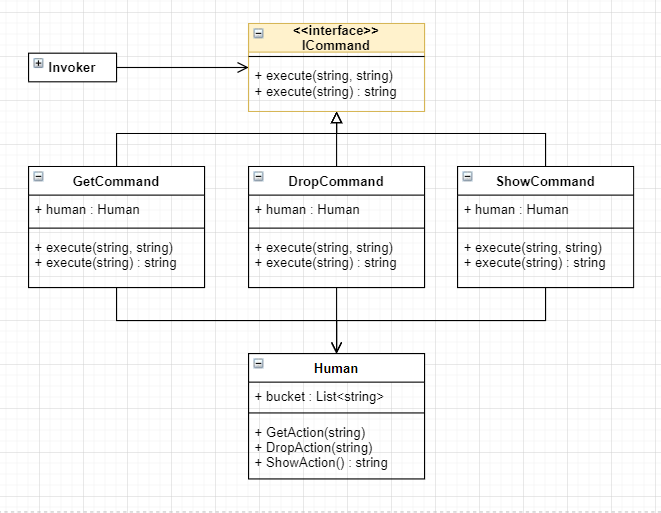 <<interface>>
ICommand
Invoker
+ execute(string, string)
+ execute(string) : string
GetCommand
+ human : Human
+ execute(string, string)
+ execute(string) : string
DropCommand
+ human : Human
+ execute(string, string)
+ execute(string) : string
ShowCommand
+ human : Human
+ execute(string, string)
+ execute(string) : string
Human
+ bucket : List<string>
+ GetAction(string)
+ DropAction(string)
+ ShowAction() : string